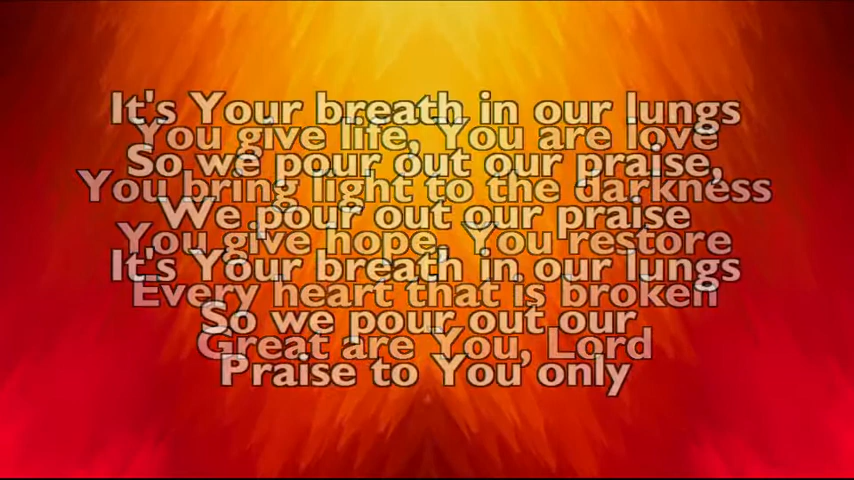 It's Your breath in our lungs
You give life, You are love
So we pour out our praise,
You bring light to the darkness
We pour out our praise
You give hope, You restore
It's Your breath in our lungs
Every heart that is broken
So we pour out our
Great are You, Lord
Praise to You only